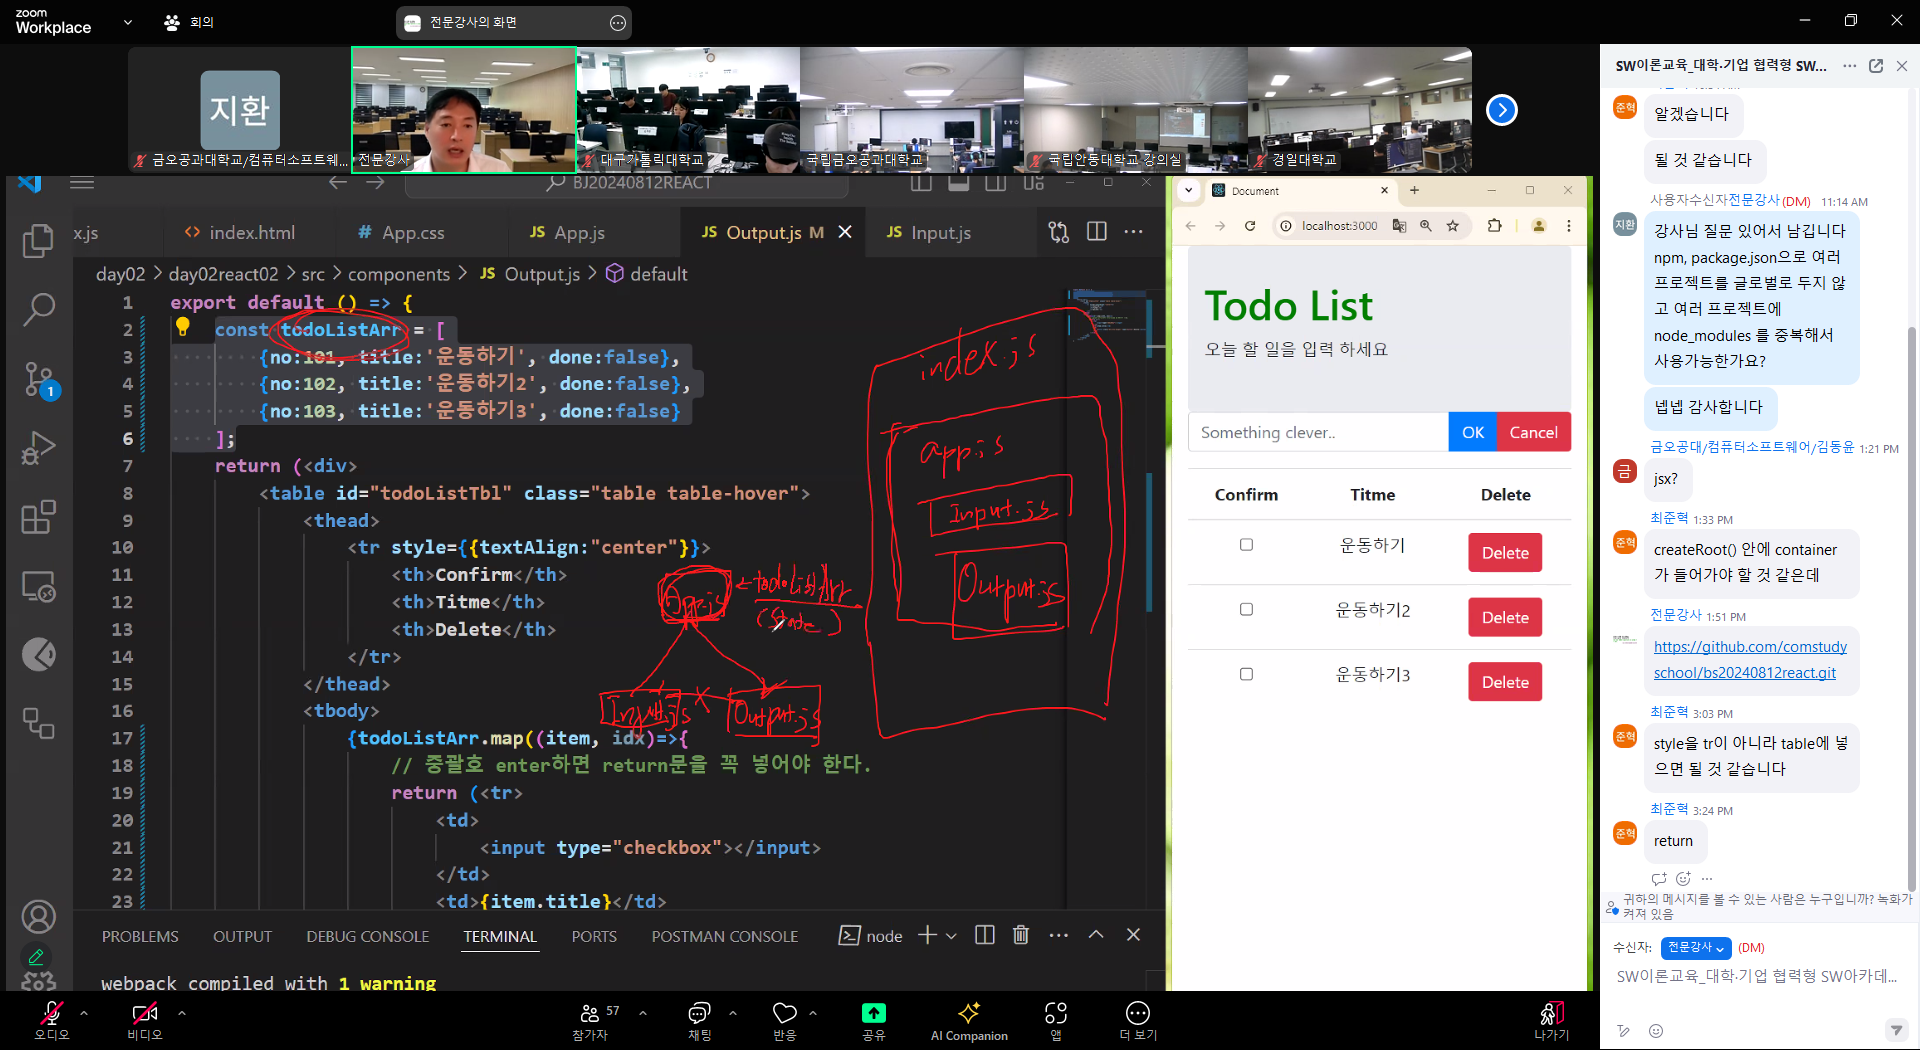 zoom
Workplace
회의
전문강사의 화면
지환
금오공과대학교/컴퓨터소프트웨...
전문강사
대구가톨릭대학교
국립금오공과대학교
국립안동대학교 강의실
경일대학교
BJ20240812REACT
x.js
index.html
App.css
App.js
Output.js M
Input.js
day02 > day02react02 > src > components > JS Output.js > default
1 export default () => {
2 const todoListArr = [
3 {no:101, title:'운동하기', done:false},
4 {no:102, title:'운동하기2', done:false},
5 {no:103, title:'운동하기3', done:false}
6 ];
7 return (<div>
8 <table id="todoListTbl" class="table table-hover">
9 <thead>
10 <tr style={{textAlign:"center"}}>
11 <th>Confirm</th>
12 <th>Titme</th>
13 <th>Delete</th>
14 </tr>
15 </thead>
16 <tbody>
17 {todoListArr.map((item, idx)=>{
18 // 중괄호 enter하면 return문을 꼭 넣어야 한다.
19 return (<tr>
20 <td>
21 <input type="checkbox"></input>
22 </td>
23 <td>{item.title}</td>
index.js
app.js
Input.js
Output.js
App.js
todoListArr
(state)
Input.js
Output.js
PROBLEMS OUTPUT DEBUG CONSOLE TERMINAL PORTS POSTMAN CONSOLE
node
webpack compiled with 1 warning
Document
localhost:3000
Todo List
오늘 할 일을 입력 하세요
Something clever..
OK
Cancel
Confirm Titme Delete
운동하기 Delete
운동하기2 Delete
운동하기3 Delete
SW이론교육_대학·기업 협력형 SW...
준혁
알겠습니다
될 것 같습니다
사용자수신자전문강사(DM) 11:14 AM
지환
강사님 질문 있어서 남깁니다
npm, package.json으로 여러
프로젝트를 글로벌로 두지 않
고 여러 프로젝트에
node_modules 를 중복해서
사용가능한가요?
넵넵 감사합니다
금오공대/컴퓨터소프트웨어/김동윤 1:21 PM
금
jsx?
최준혁 1:33 PM
준혁
createRoot() 안에 container
가 들어가야 할 것 같은데
전문강사 1:51 PM
https://github.com/comstudy
school/bs20240812react.git
최준혁 3:03 PM
준혁
style을 tr이 아니라 table에 넣
으면 될 것 같습니다
최준혁 3:24 PM
준혁
return
귀하의 메시지를 볼 수 있는 사람은 누구입니까? 녹화가
켜져 있음
수신자: 전문강사 (DM)
SW이론교육_대학·기업 협력형 SW아카데...
오디오
비디오
57
참가자
채팅
반응
공유
AI Companion
앱
더 보기
나가기